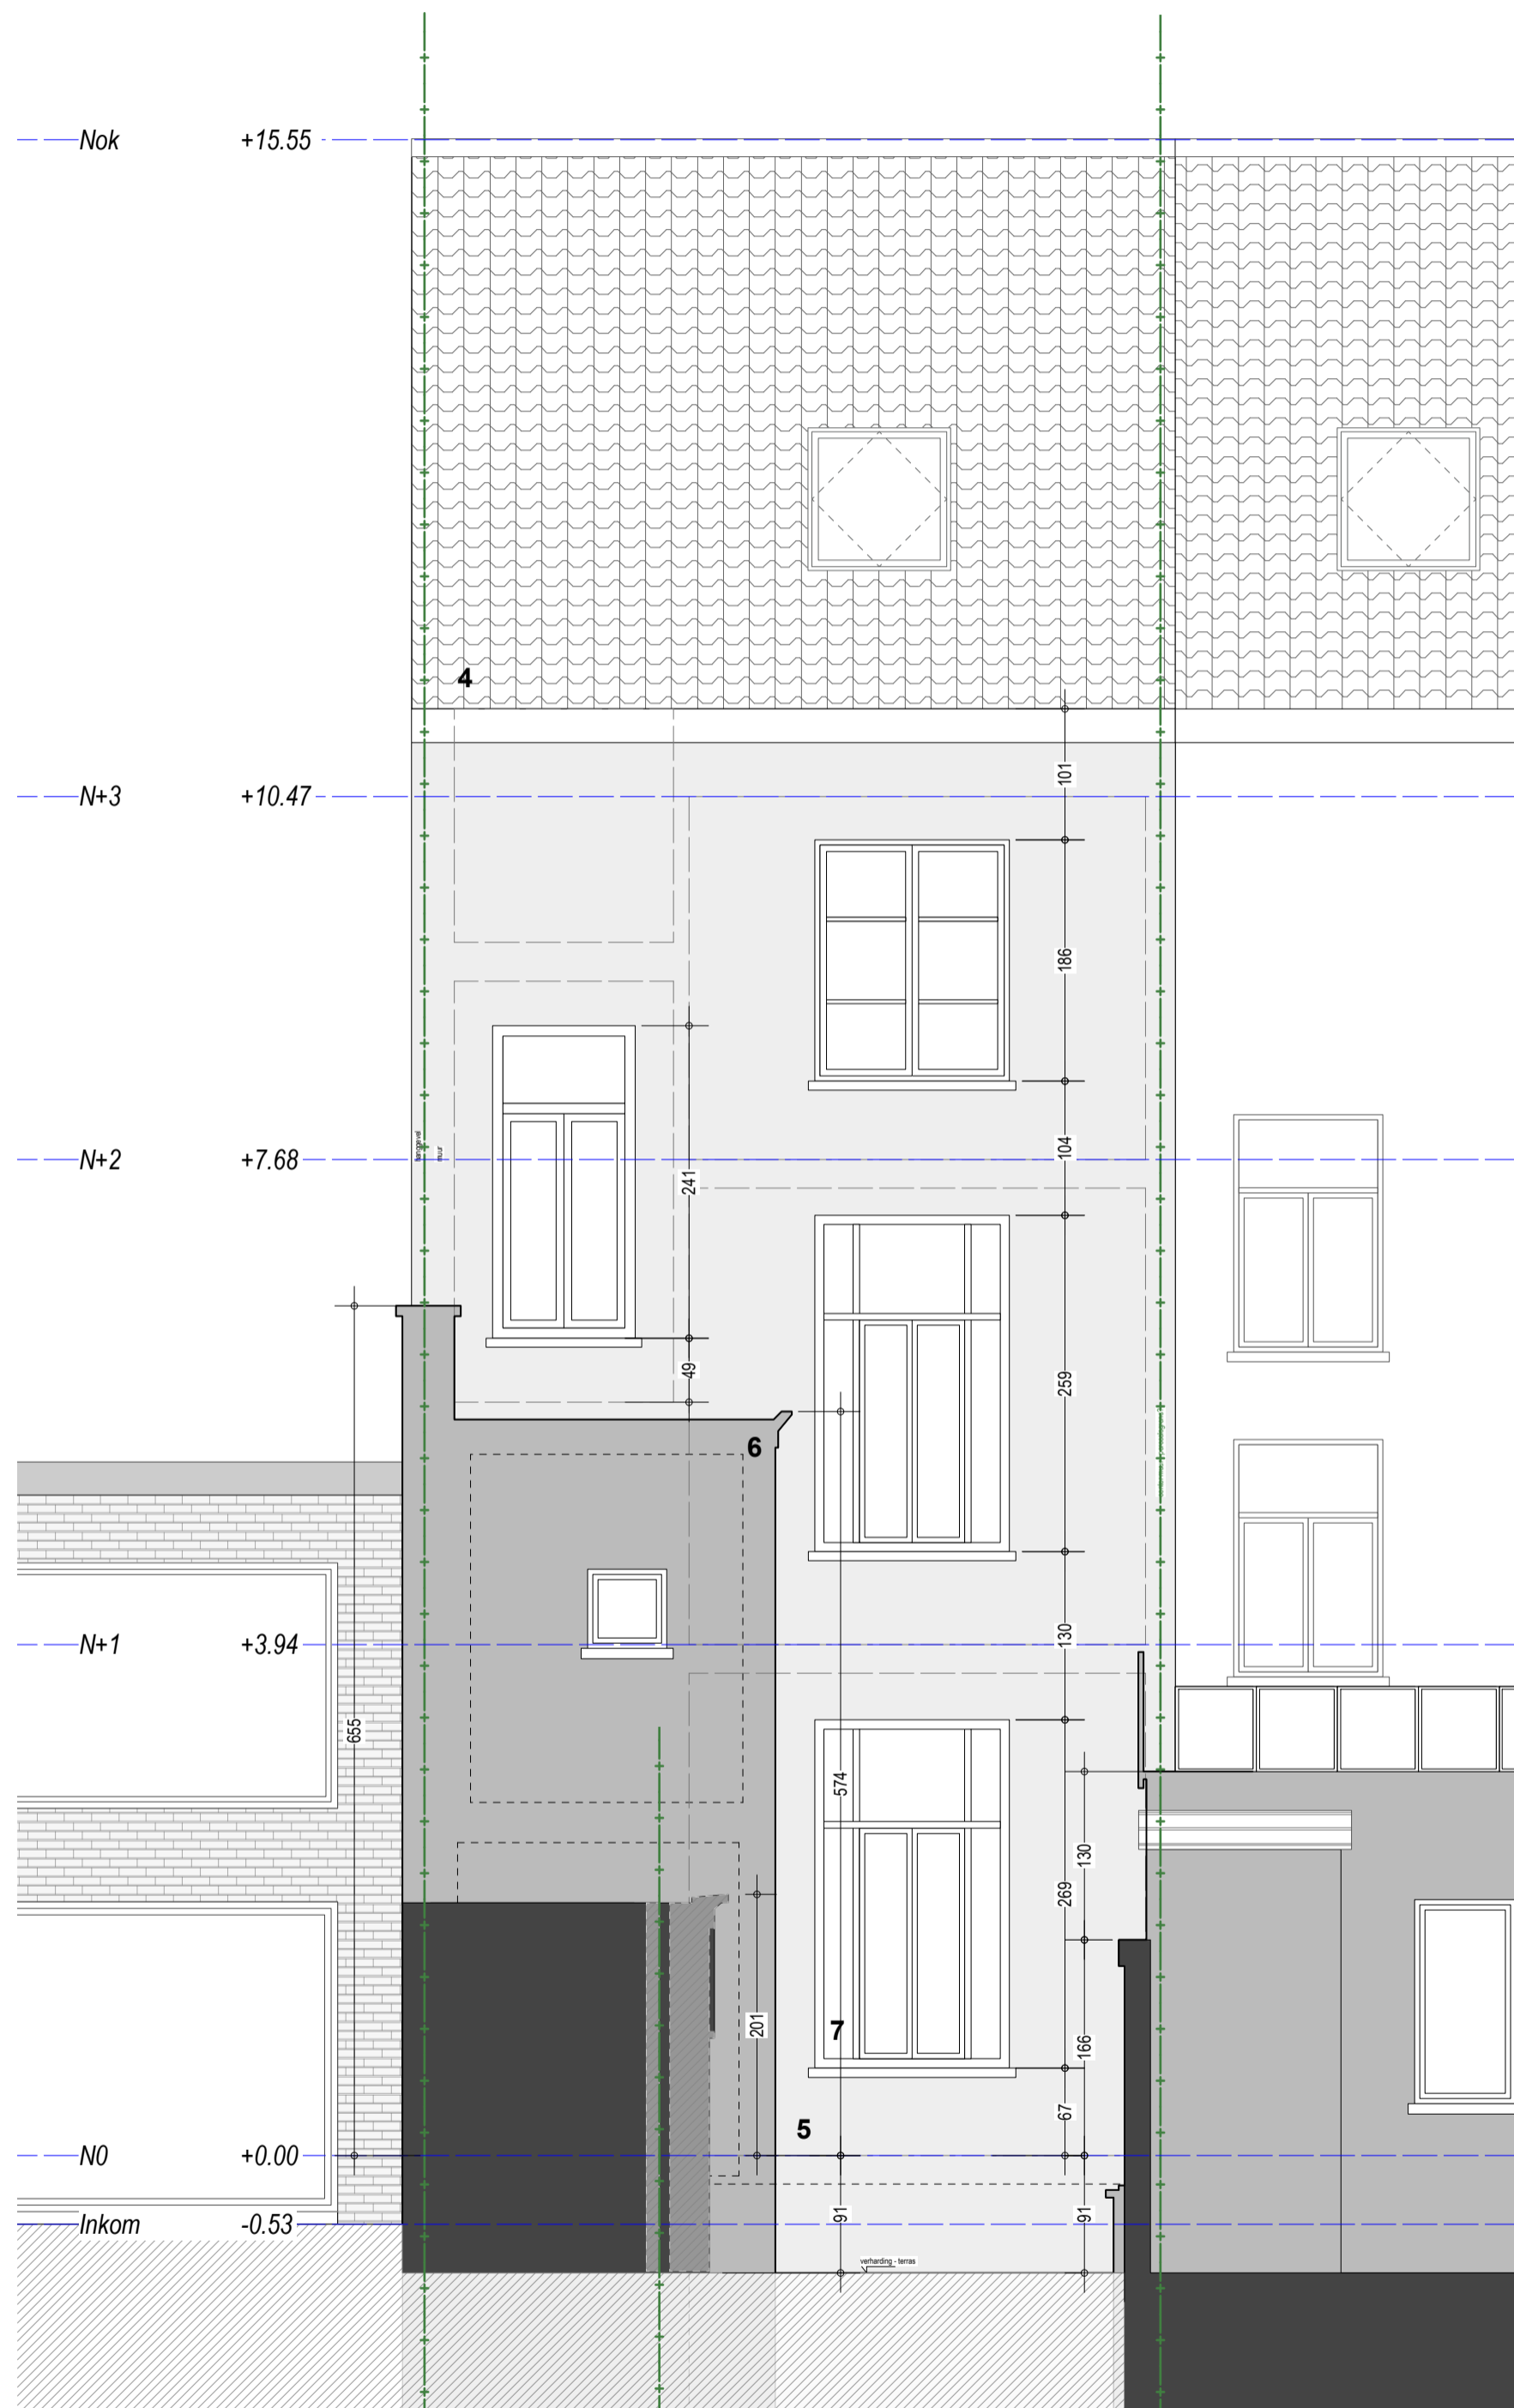 Nok +15.55
4
101
N+3 +10.47
186
104
muur
N+2 +7.68
241
259
49
6
130
N+1 +3.94
655
574
130
269
201
7
166
67
5
N0 +0.00
91
91
Inkom -0.53
verharding - terras